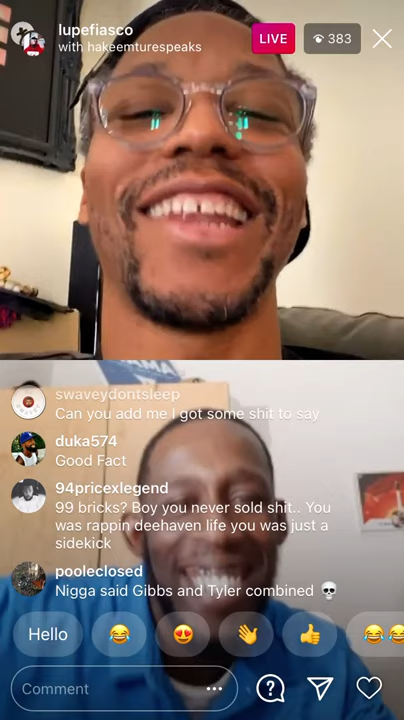 lupefiasco
with hakeemturespeaks
LIVE
383
swaveydontsleep
Can you add me I got some shit to say
duka574
Good Fact
94pricexlegend
99 bricks? Boy you never sold shit.. You
was rappin deehaven life you was just a
sidekick
pooleclosed
Nigga said Gibbs and Tyler combined 💀
Hello
Comment